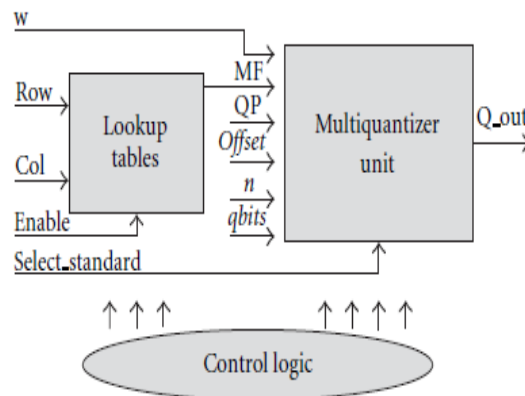 w
MF
Row
Lookup
tables
QP
Offset
Multiquantizer
unit
Q_out
Col
n
Enable
qbits
Select_standard
Control logic